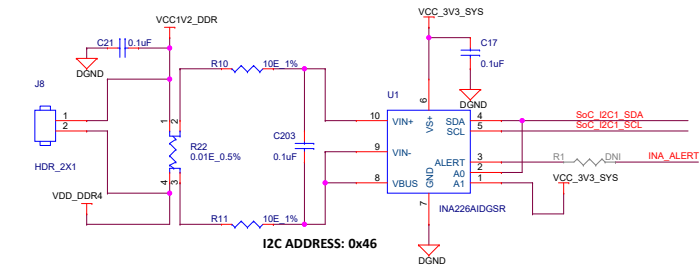 VCC1V2_DDR
VCC_3V3_SYS
C21 0.1uF
DGND
C17
0.1uF
DGND
R10 10E_1%
J8
1
2
HDR_2X1
1
2
R22
0.01E_0.5%
4
3
C203
0.1uF
U1
6
VS+
10 VIN+
9 VIN-
8 VBUS
SDA 4 SoC_I2C1_SDA
SCL 5 SoC_I2C1_SCL
ALERT 3 R1 DNI INA_ALERT
A0 2
A1 1
VCC_3V3_SYS
GND
7
INA226AIDGSR
VDD_DDR4
R11 10E_1%
I2C ADDRESS: 0x46
DGND